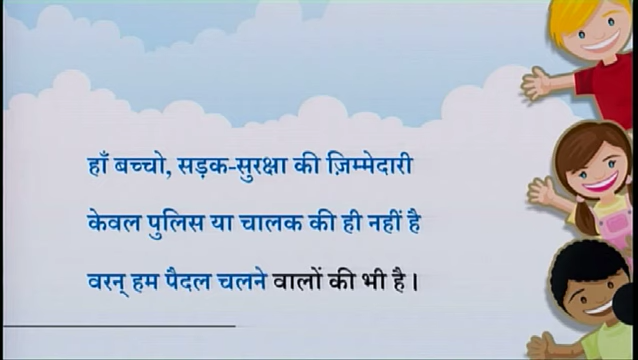 हाँ बच्चो, सड़क-सुरक्षा की ज़िम्मेदारी
केवल पुलिस या चालक की ही नहीं है
वरन् हम पैदल चलने वालों की भी है।